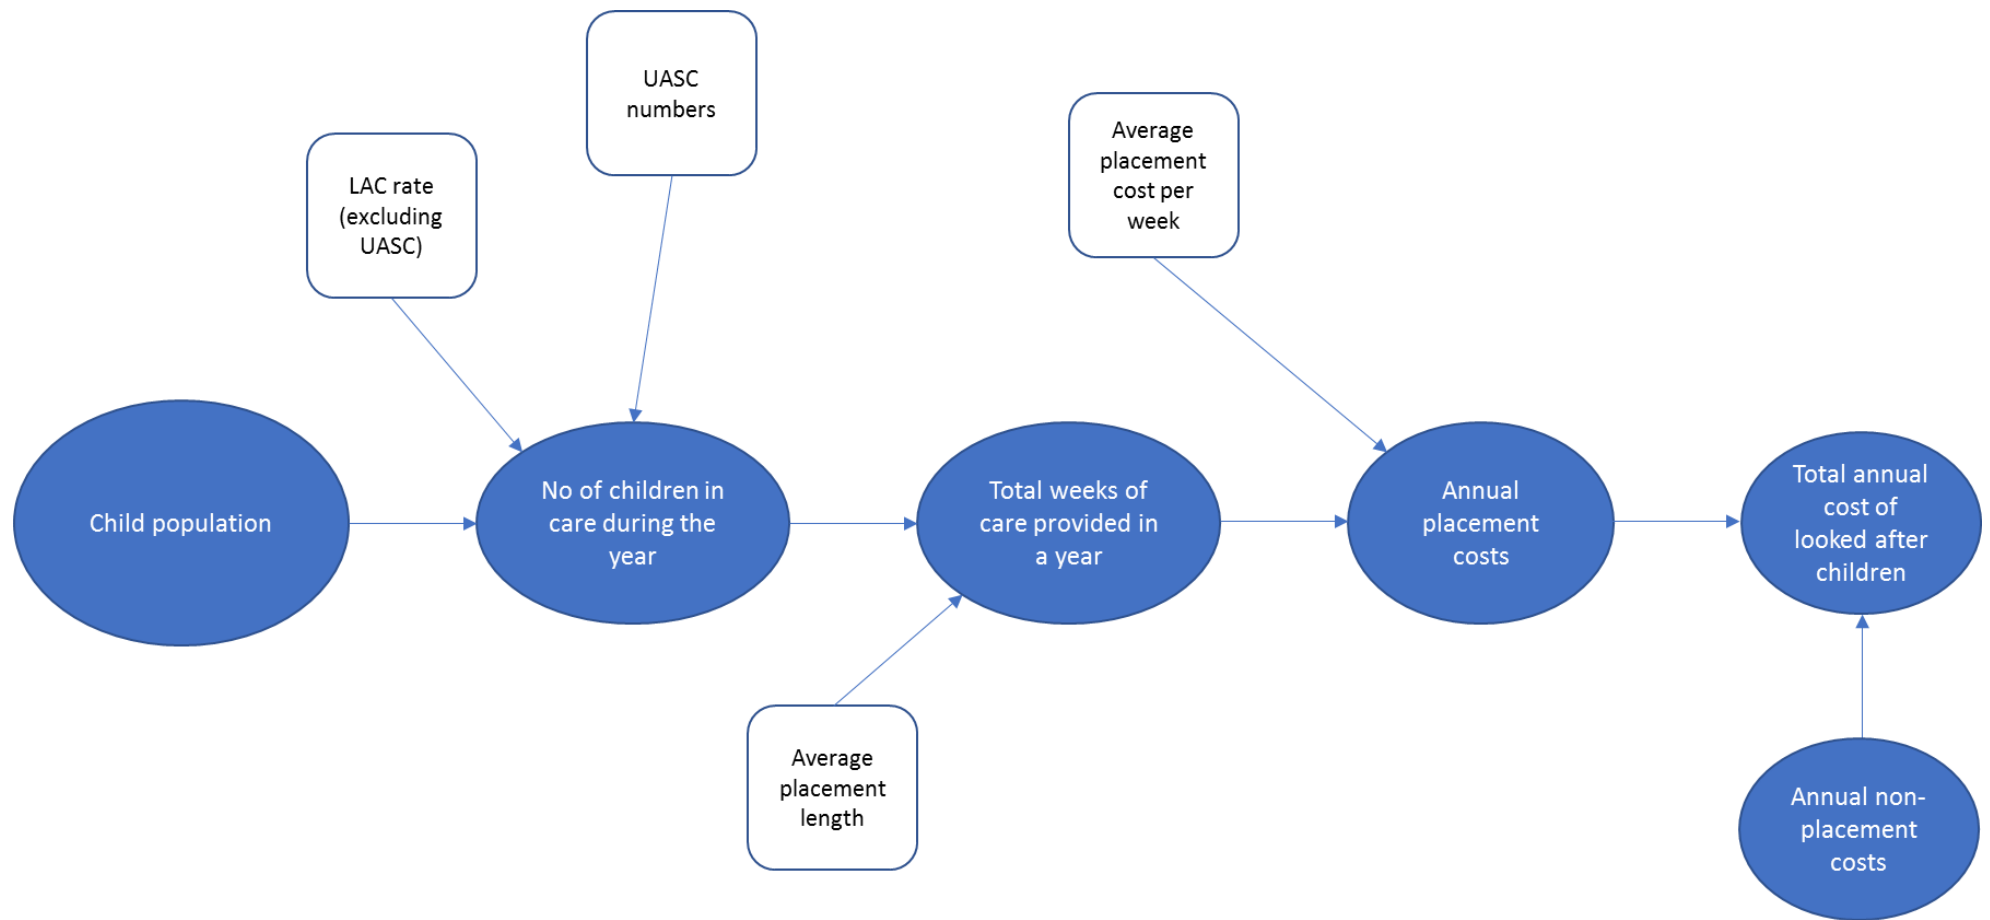 UASC
numbers
Average
placement
cost per
week
LAC rate
(excluding
UASC)
Child population
No of children in
care during the
year
Total weeks of
care provided in
a year
Annual
placement
costs
Total annual
cost of
looked after
children
Average
placement
length
Annual non-
placement
costs